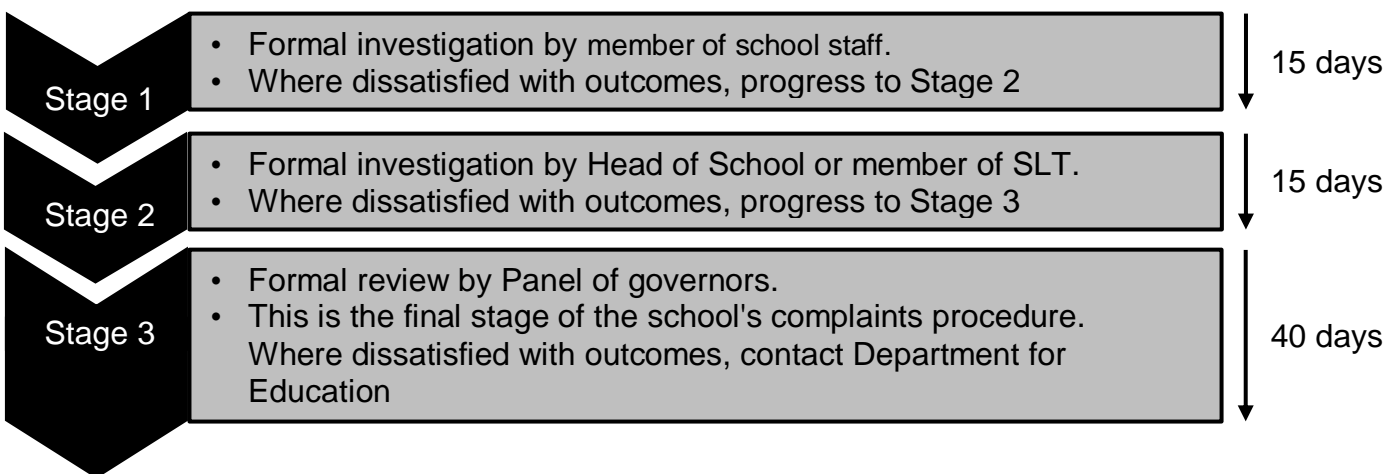 Stage 1
• Formal investigation by member of school staff.
• Where dissatisfied with outcomes, progress to Stage 2
15 days
Stage 2
• Formal investigation by Head of School or member of SLT.
• Where dissatisfied with outcomes, progress to Stage 3
15 days
Stage 3
• Formal review by Panel of governors.
• This is the final stage of the school's complaints procedure.
Where dissatisfied with outcomes, contact Department for
Education
40 days